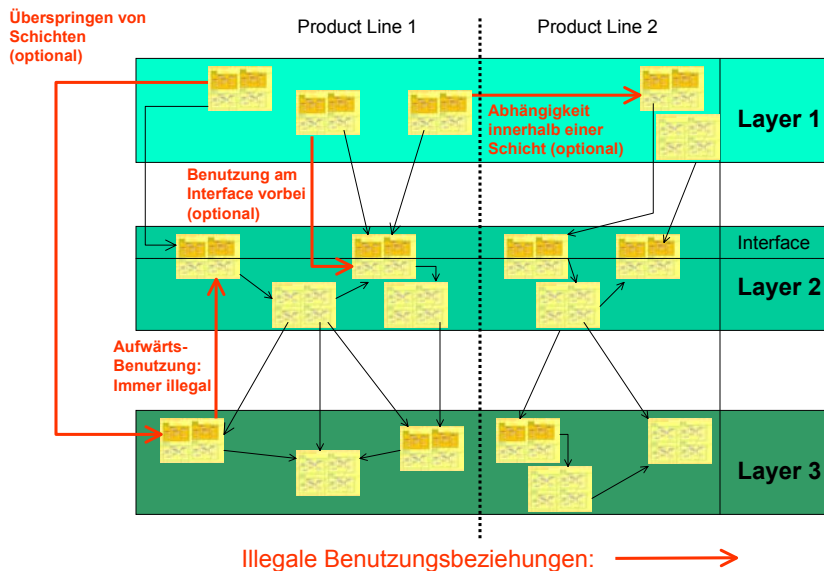 Überspringen von
Schichten
(optional)
Product Line 1
Product Line 2
Abhängigkeit
innerhalb einer
Schicht (optional)
Layer 1
Benutzung am
Interface vorbei
(optional)
Interface
Layer 2
Aufwärts-
Benutzung:
Immer illegal
Layer 3
Illegale Benutzungsbeziehungen: